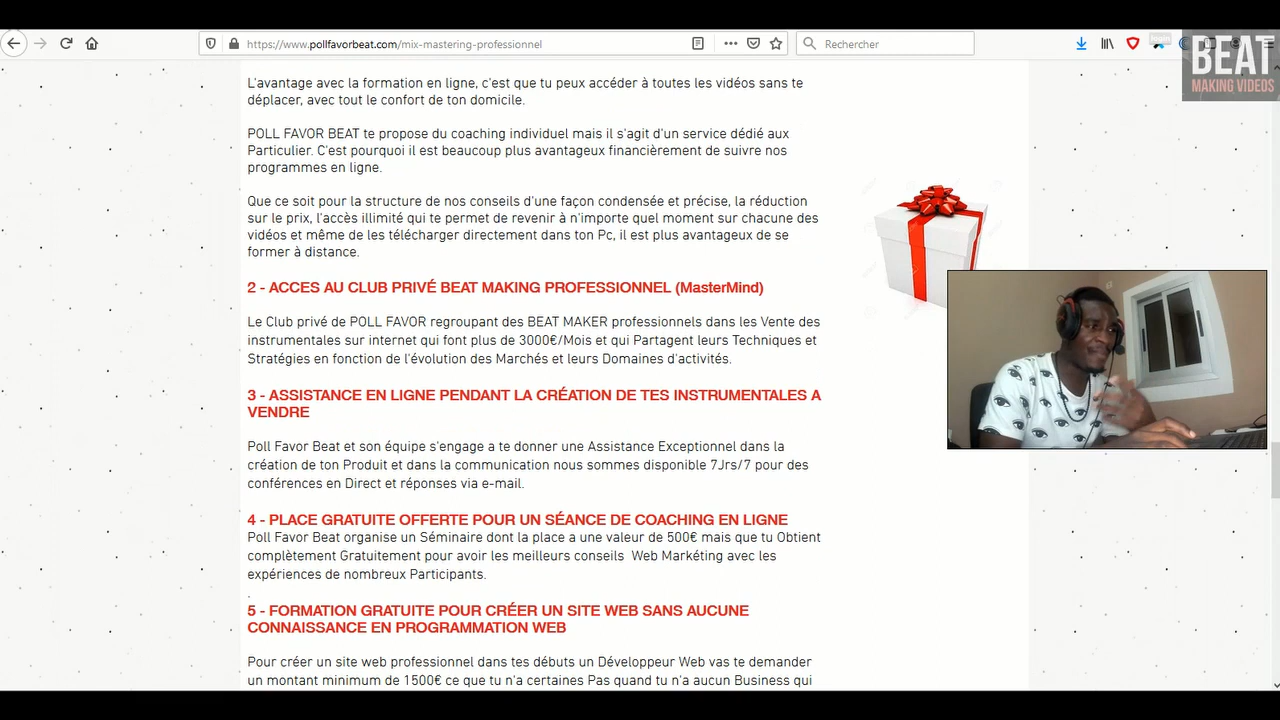 https://www.pollfavorbeat.com/mix-mastering-professionnel
Rechercher
BEAT
MAKING VIDEOS
L'avantage avec la formation en ligne, c'est que tu peux accéder à toutes les vidéos sans te
déplacer, avec tout le confort de ton domicile.
POLL FAVOR BEAT te propose du coaching individuel mais il s'agit d'un service dédié aux
Particulier. C'est pourquoi il est beaucoup plus avantageux financièrement de suivre nos
programmes en ligne.
Que ce soit pour la structure de nos conseils d'une façon condensée et précise, la réduction
sur le prix, l'accès illimité qui te permet de revenir à n'importe quel moment sur chacune des
vidéos et même de les télécharger directement dans ton Pc, il est plus avantageux de se
former à distance.
2 - ACCES AU CLUB PRIVÉ BEAT MAKING PROFESSIONNEL (MasterMind)
Le Club privé de POLL FAVOR regroupant des BEAT MAKER professionnels dans les Vente des
instrumentales sur internet qui font plus de 3000€/Mois et qui Partagent leurs Techniques et
Stratégies en fonction de l'évolution des Marchés et leurs Domaines d'activités.
3 - ASSISTANCE EN LIGNE PENDANT LA CRÉATION DE TES INSTRUMENTALES A
VENDRE
Poll Favor Beat et son équipe s'engage a te donner une Assistance Exceptionnel dans la
création de ton Produit et dans la communication nous sommes disponible 7Jrs/7 pour des
conférences en Direct et réponses via e-mail.
4 - PLACE GRATUITE OFFERTE POUR UN SÉANCE DE COACHING EN LIGNE
Poll Favor Beat organise un Séminaire dont la place a une valeur de 500€ mais que tu Obtient
complètement Gratuitement pour avoir les meilleurs conseils  Web Markéting avec les
expériences de nombreux Participants.
.
5 - FORMATION GRATUITE POUR CRÉER UN SITE WEB SANS AUCUNE
CONNAISSANCE EN PROGRAMMATION WEB
Pour créer un site web professionnel dans tes débuts un Développeur Web vas te demander
un montant minimum de 1500€ ce que tu n'a certaines Pas quand tu n'a aucun Business qui